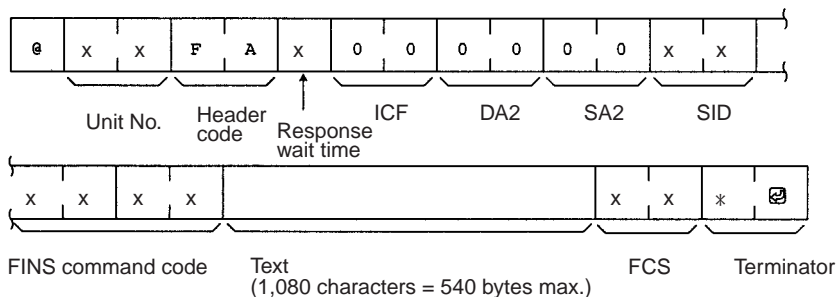 @ x x F A x 0 0 0 0 0 0 x x
Unit No. Header code Response wait time ICF DA2 SA2 SID
x x x x x x * ↵
FINS command code Text FCS Terminator
(1,080 characters = 540 bytes max.)